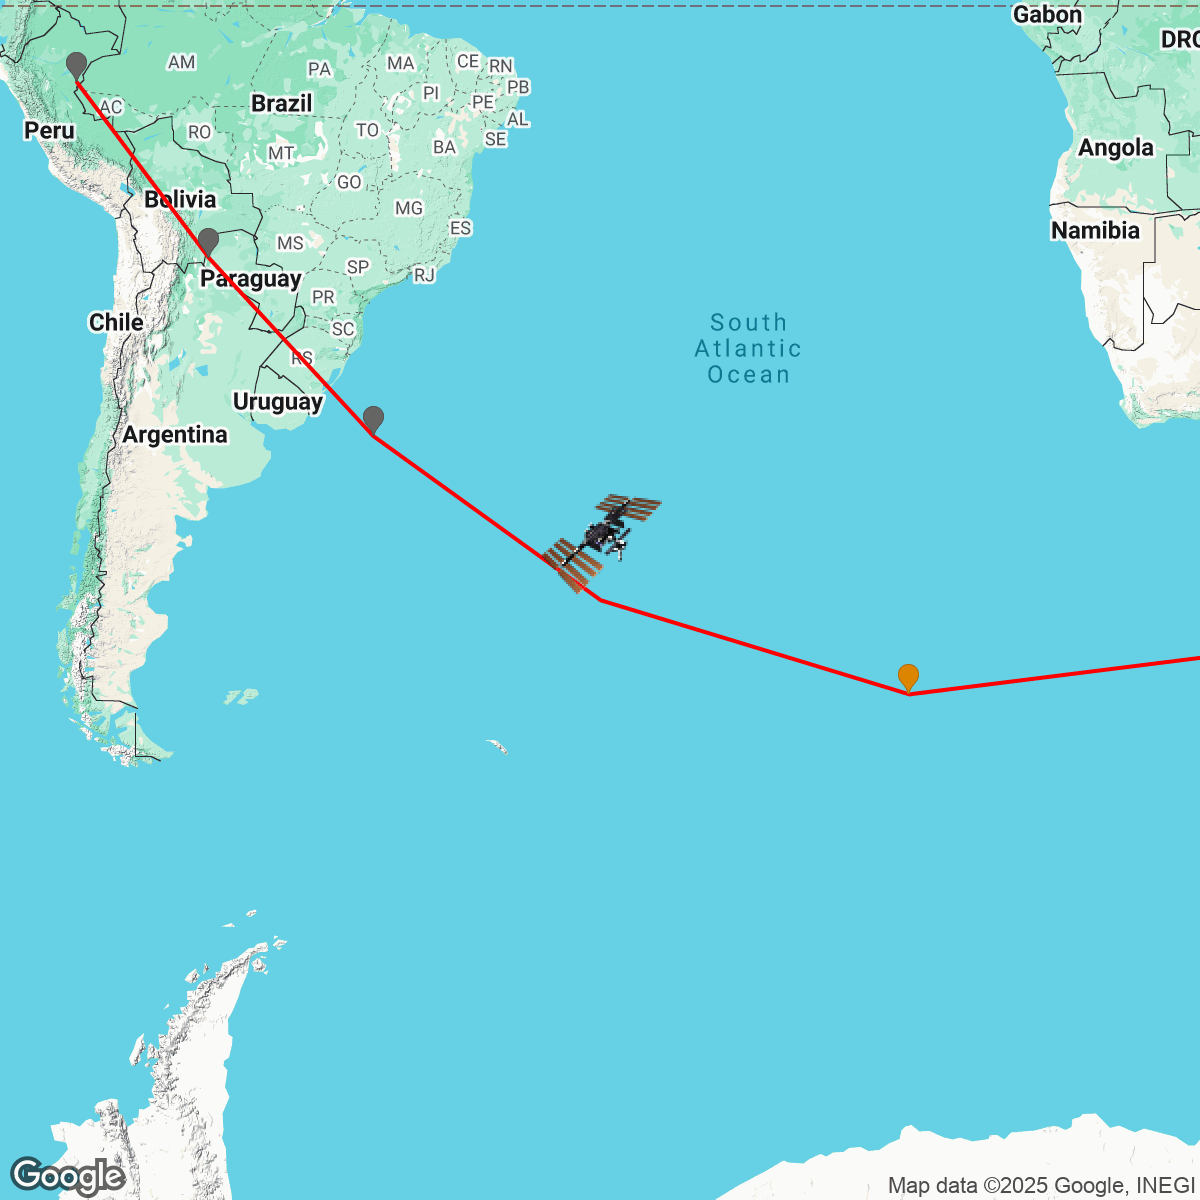 Gabon
DRC
AM
PA
MA
CE
RN
PB
PI
PE
AL
SE
AC
Brazil
TO
BA
Peru
RO
MT
Angola
GO
Bolivia
MG
ES
Namibia
MS
SP
RJ
Paraguay
PR
SC
Chile
RS
South
Atlantic
Ocean
Uruguay
Argentina
Google
Map data ©2025 Google, INEGI